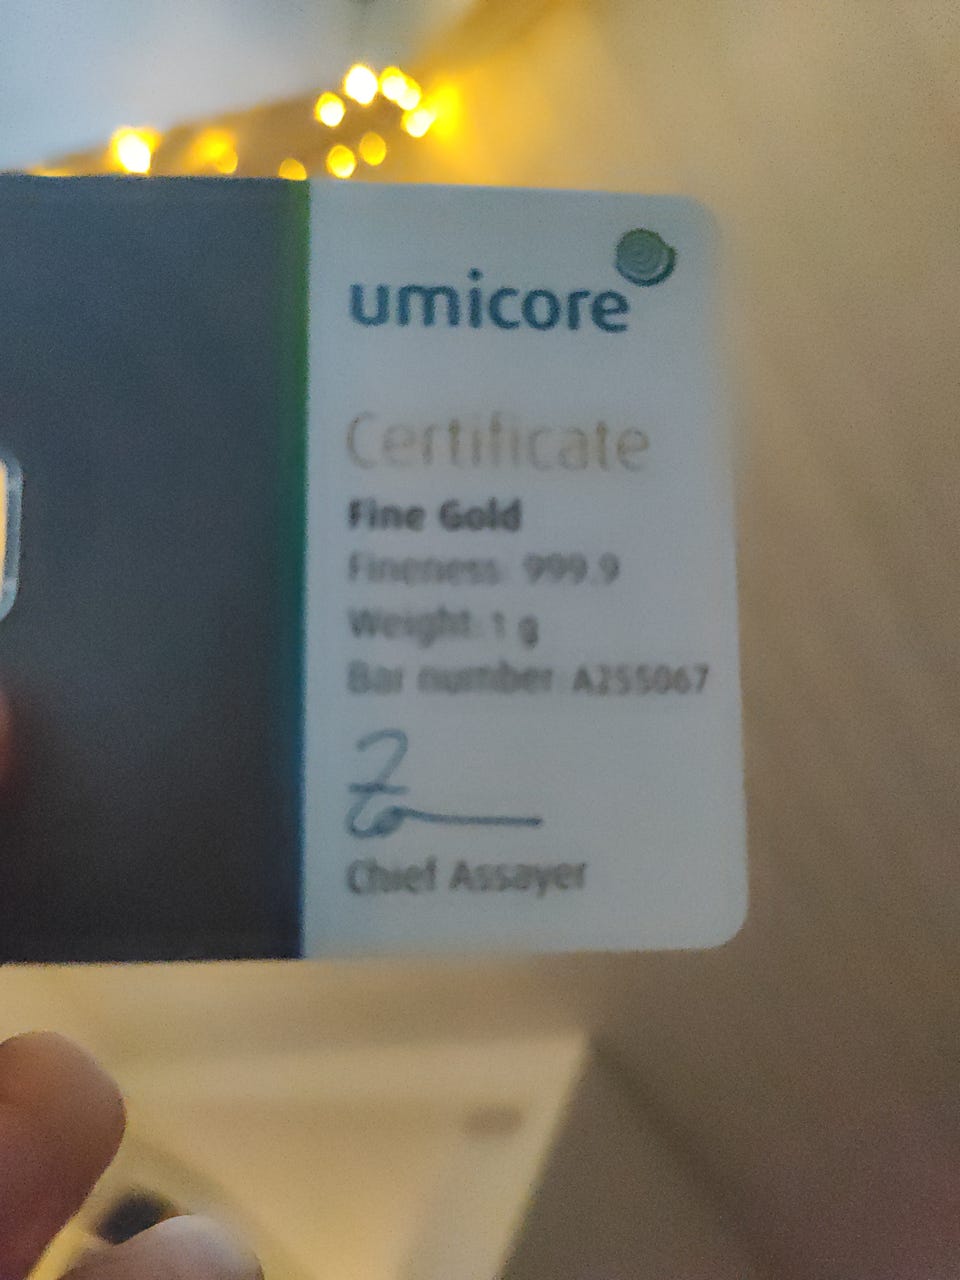 umicore
Certificate
Fine Gold
Fineness: 999.9
Weight: 1 g
Bar number: A255067
Chief Assayer